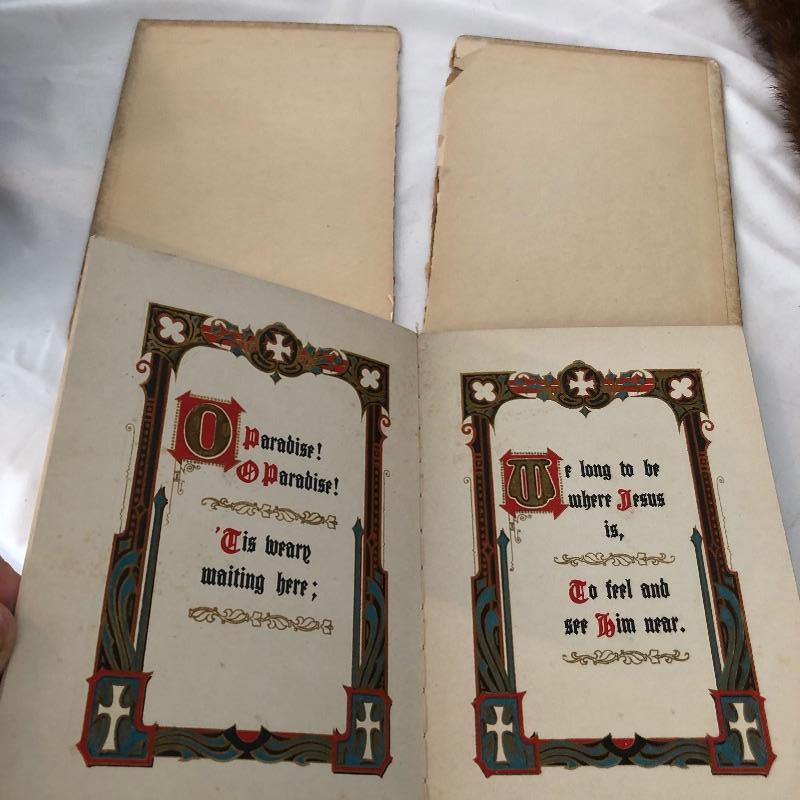 O Paradise!
O Paradise!
'Tis weary
waiting here;
We long to be
where Jesus
is,
To feel and
see Him near.